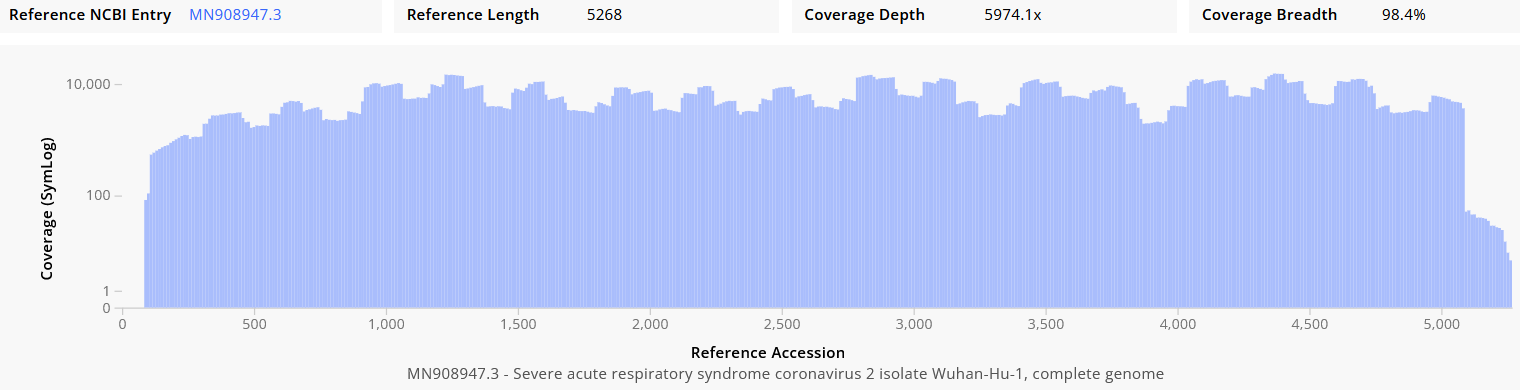 Reference NCBI Entry MN908947.3 Reference Length 5268 Coverage Depth 5974.1x Coverage Breadth 98.4%
10,000
100
1
0
Coverage (SymLog)
0 500 1,000 1,500 2,000 2,500 3,000 3,500 4,000 4,500 5,000
Reference Accession
MN908947.3 - Severe acute respiratory syndrome coronavirus 2 isolate Wuhan-Hu-1, complete genome